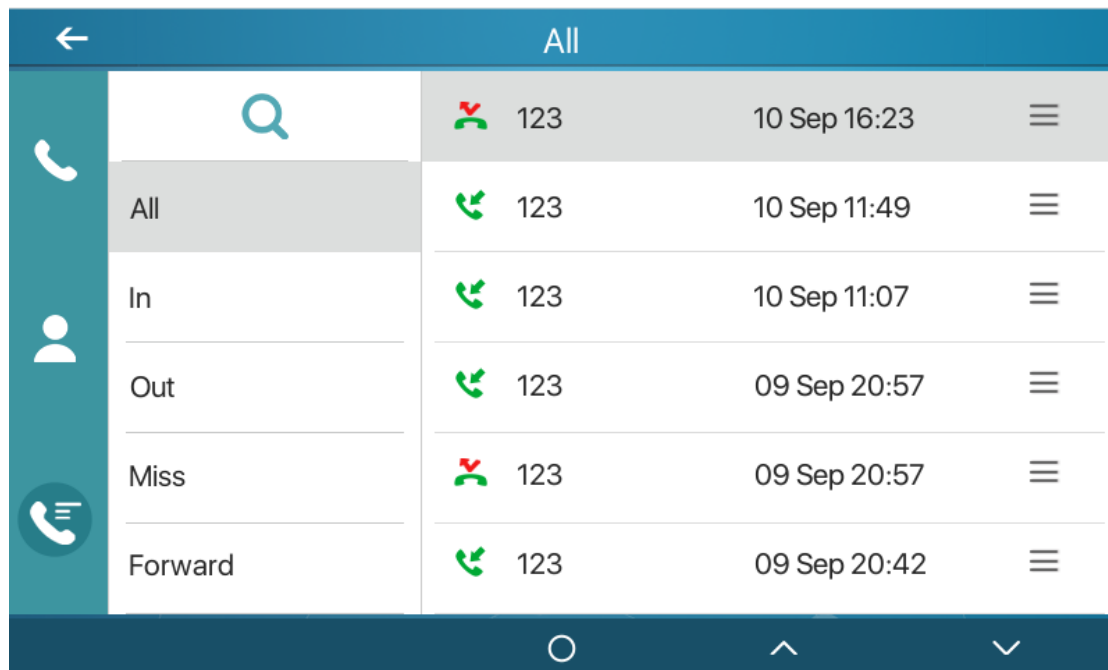 All
All
In
Out
Miss
Forward
123 10 Sep 16:23
123 10 Sep 11:49
123 10 Sep 11:07
123 09 Sep 20:57
123 09 Sep 20:57
123 09 Sep 20:42